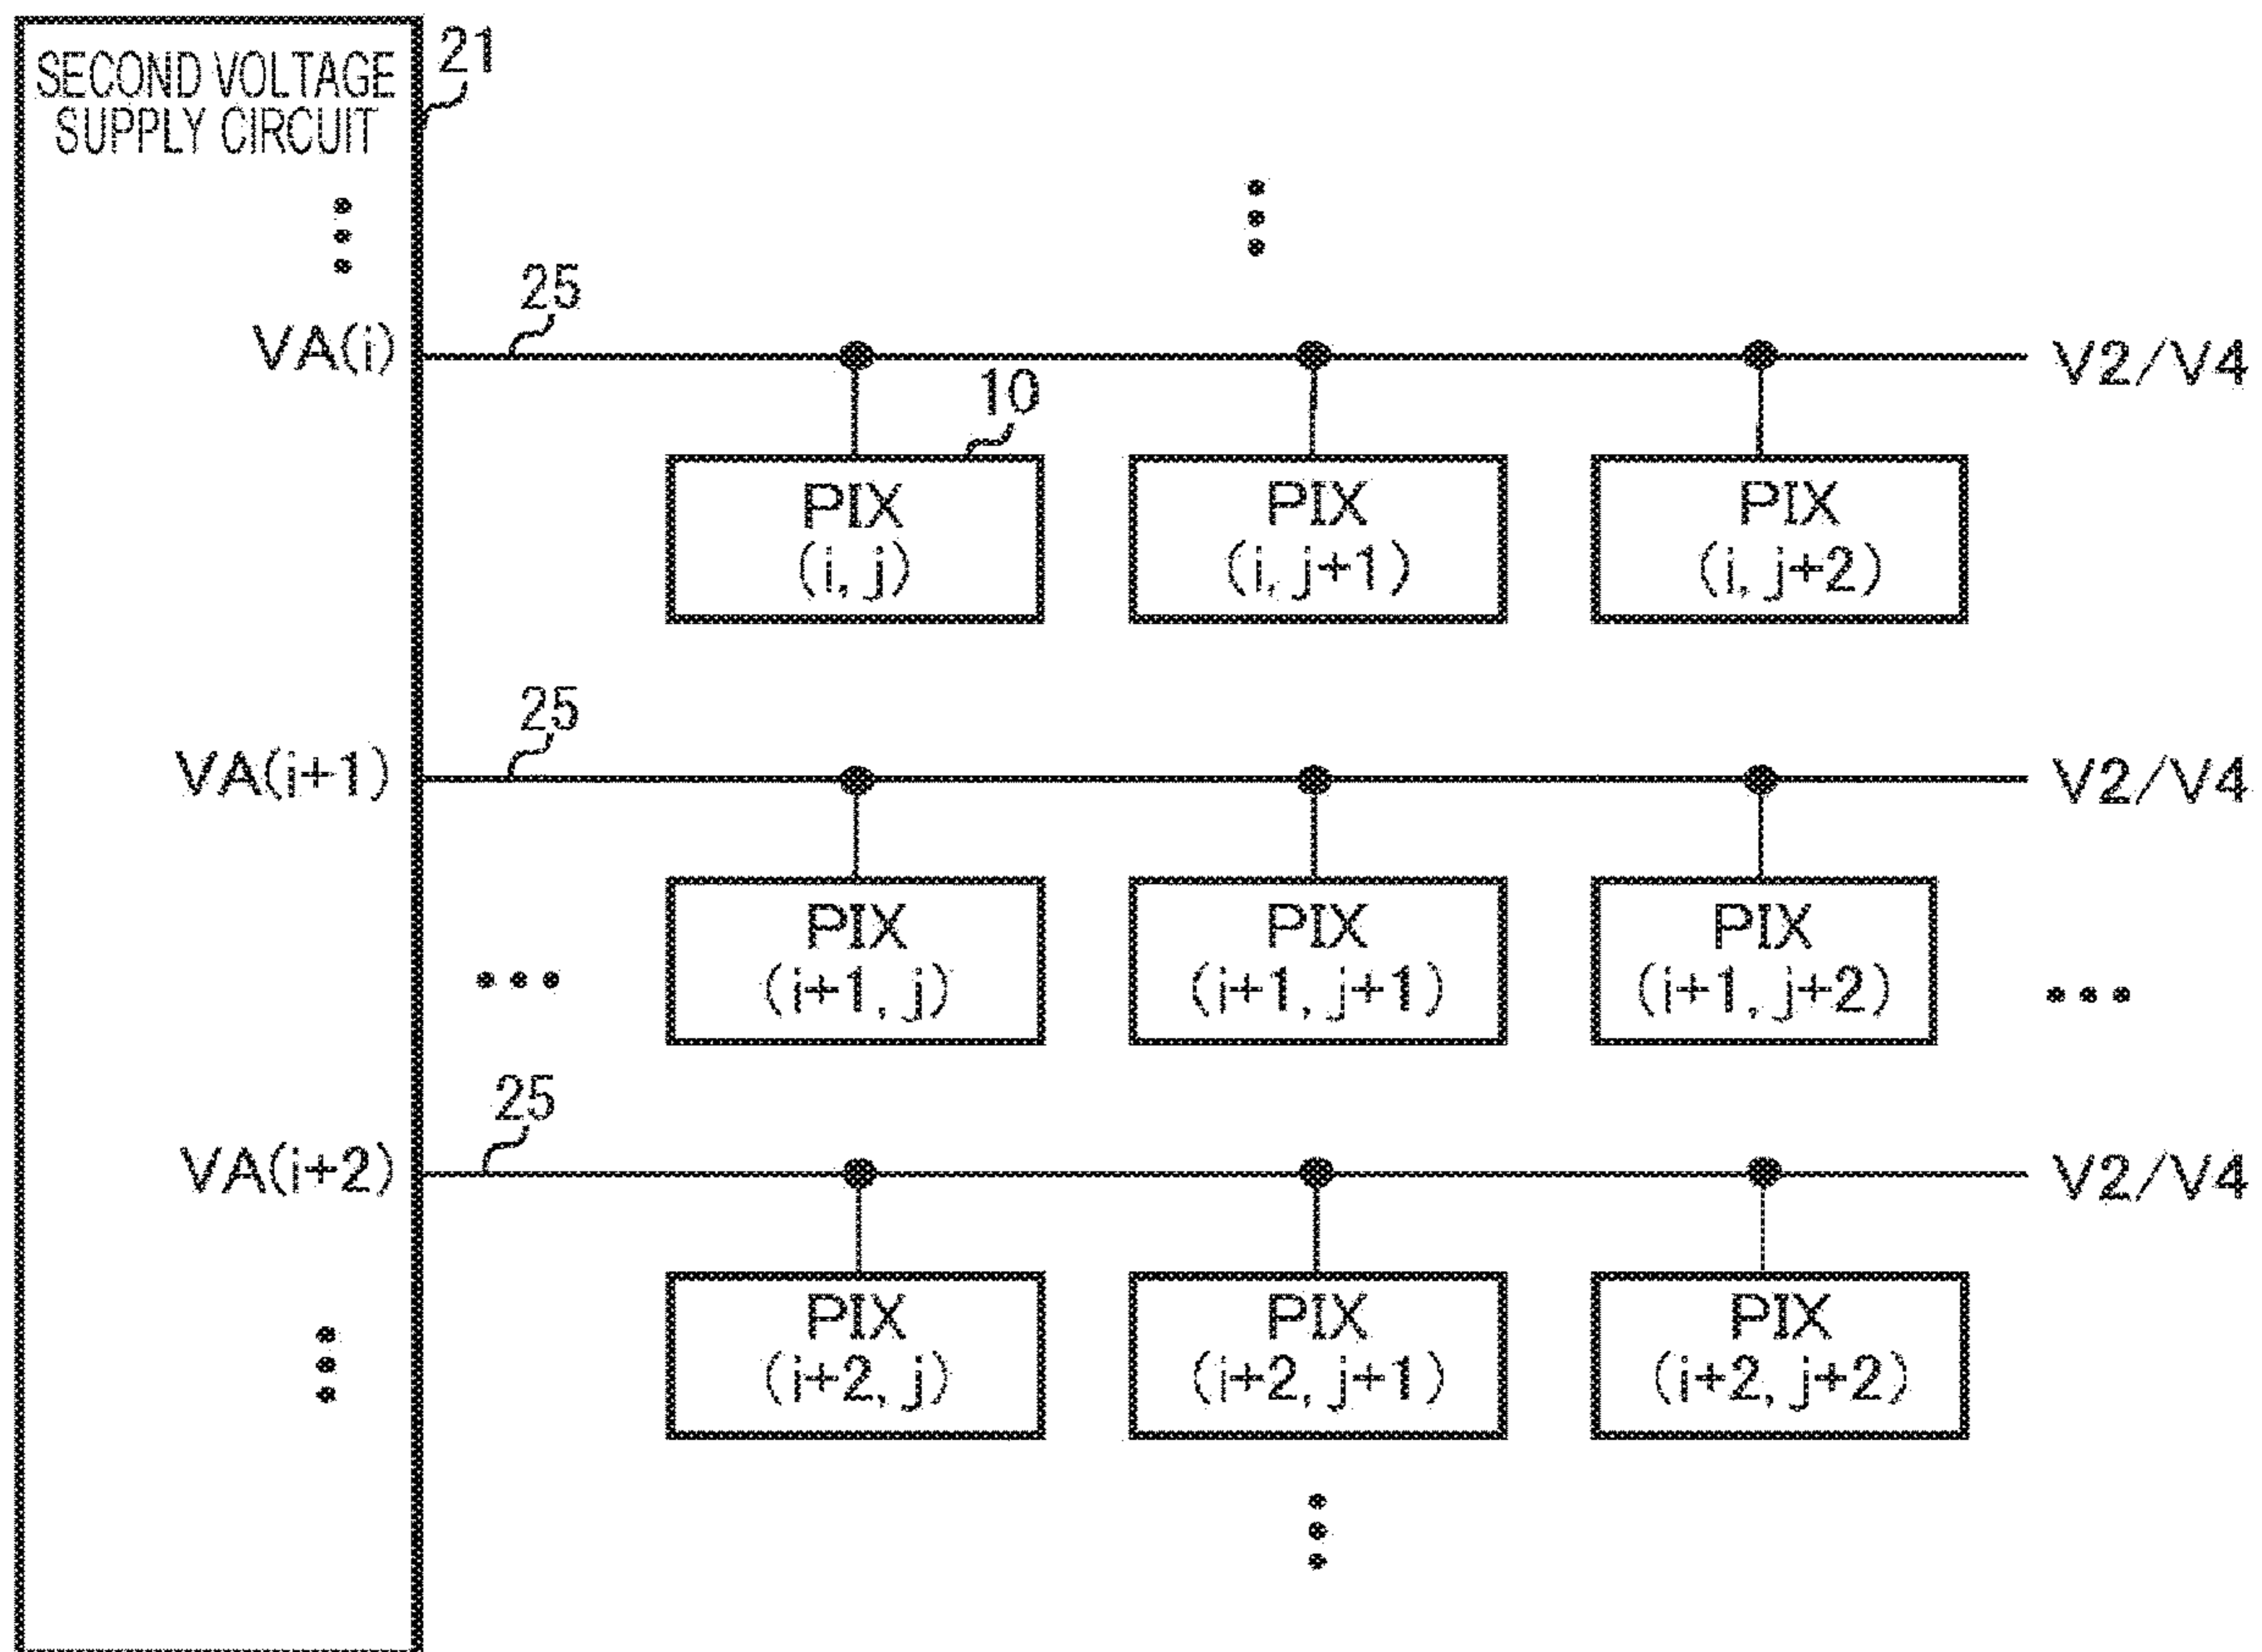 SECOND VOLTAGE
SUPPLY CIRCUIT
21
25
VA(i)
V2/V4
10
PIX
(i, j)
PIX
(i, j+1)
PIX
(i, j+2)
25
VA(i+1)
V2/V4
PIX
(i+1, j)
PIX
(i+1, j+1)
PIX
(i+1, j+2)
25
VA(i+2)
V2/V4
PIX
(i+2, j)
PIX
(i+2, j+1)
PIX
(i+2, j+2)